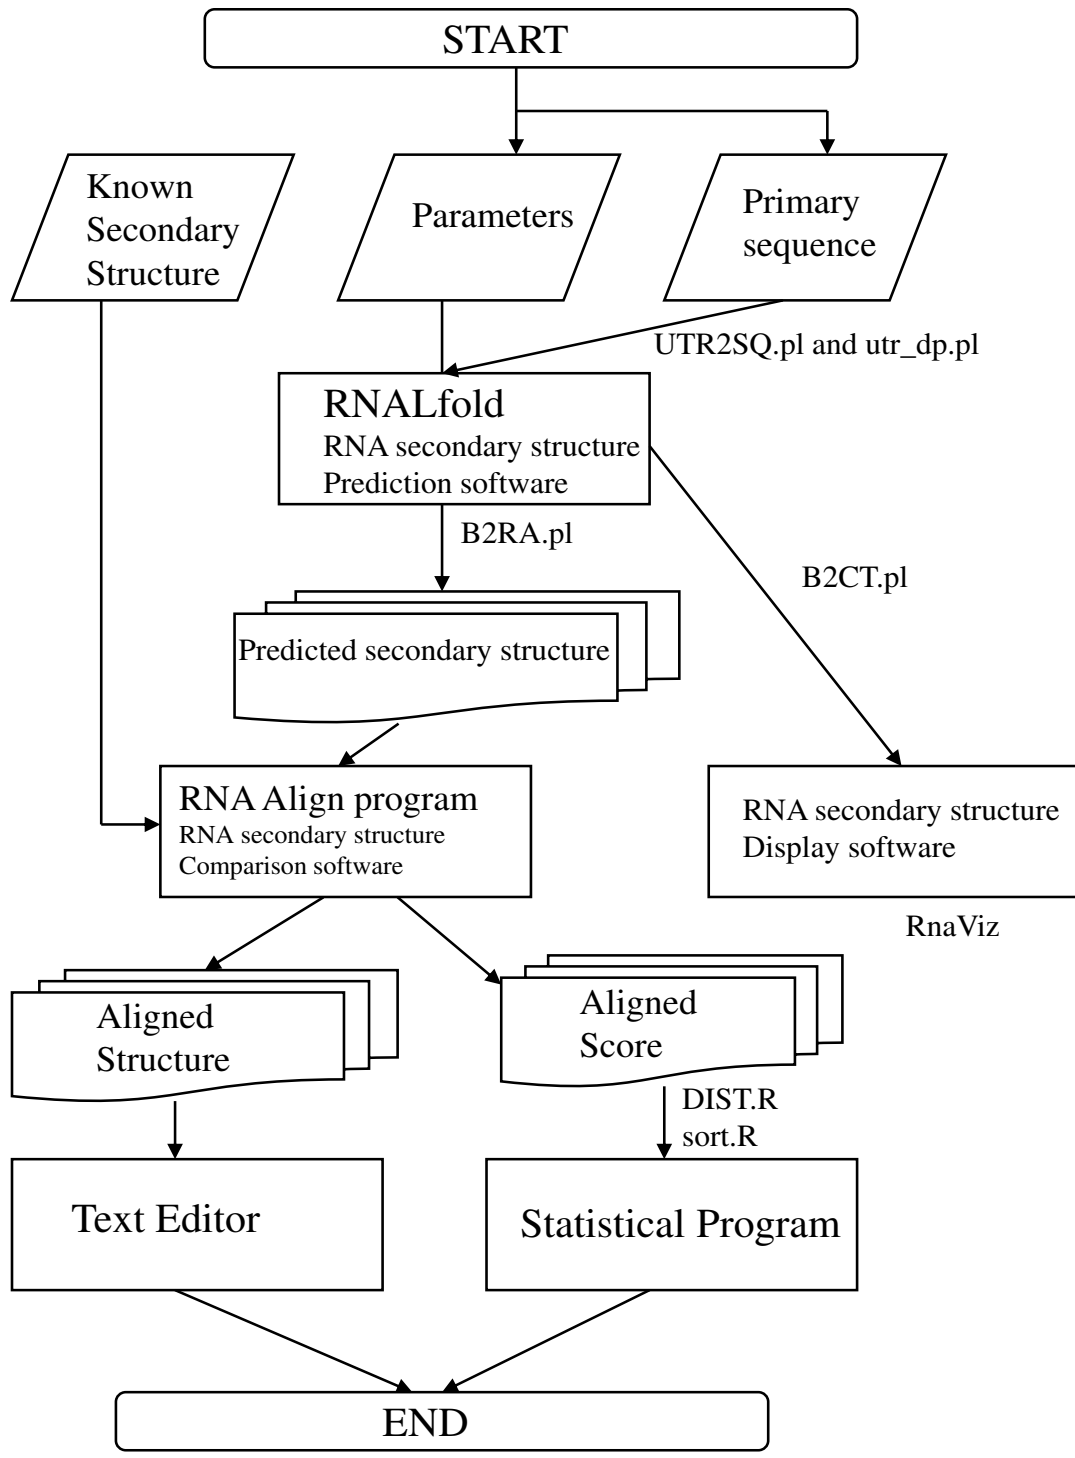 START
Known
Secondary
Structure
Parameters
Primary
sequence
UTR2SQ.pl and utr_dp.pl
RNALfold
RNA secondary structure
Prediction software
B2RA.pl
B2CT.pl
Predicted secondary structure
RNA Align program
RNA secondary structure
Comparison software
RNA secondary structure
Display software
RnaViz
Aligned
Structure
Aligned
Score
DIST.R
sort.R
Text Editor
Statistical Program
END